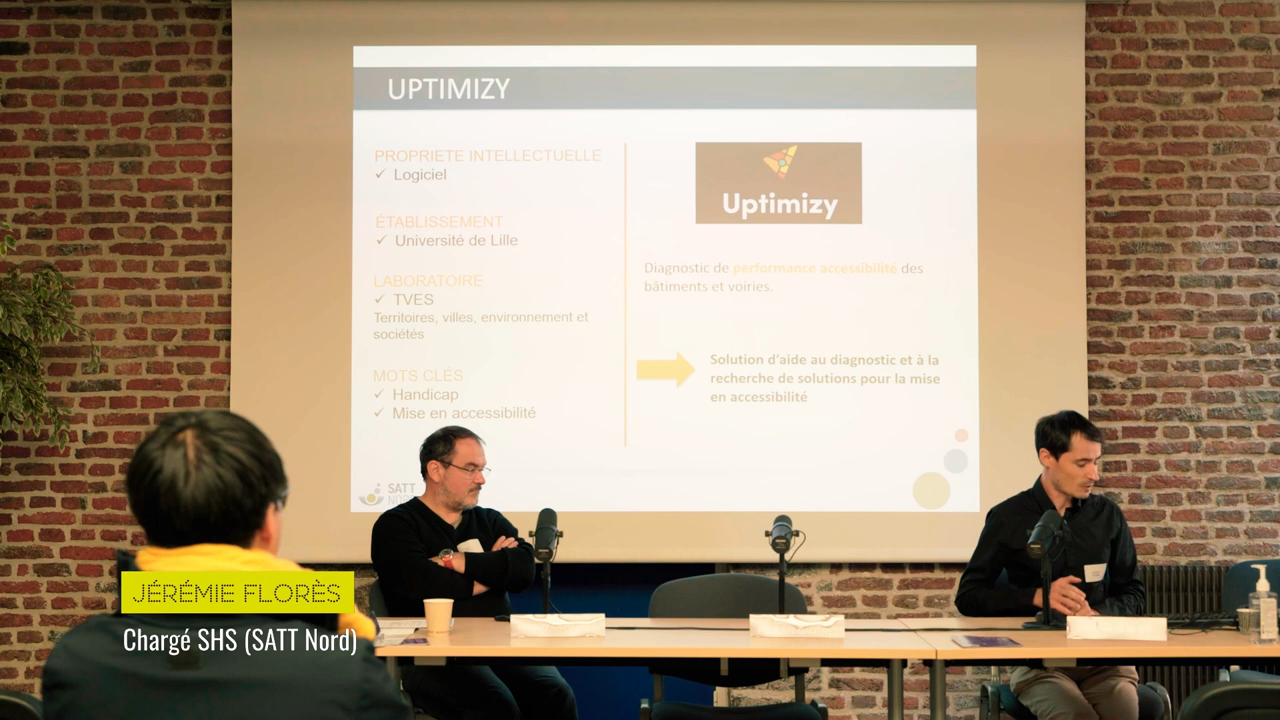 UPTIMIZY
PROPRIETE INTELLECTUELLE
✓ Logiciel
ÉTABLISSEMENT
✓ Université de Lille
LABORATOIRE
✓ TVES
Territoires, villes, environnement et
sociétés
MOTS CLÉS
✓ Handicap
✓ Mise en accessibilité
SATT
NORD
Uptimizy
Diagnostic de performance accessibilité des
bâtiments et voiries.
Solution d'aide au diagnostic et à la
recherche de solutions pour la mise
en accessibilité
JÉRÉMIE FLORÈS
Chargé SHS (SATT Nord)